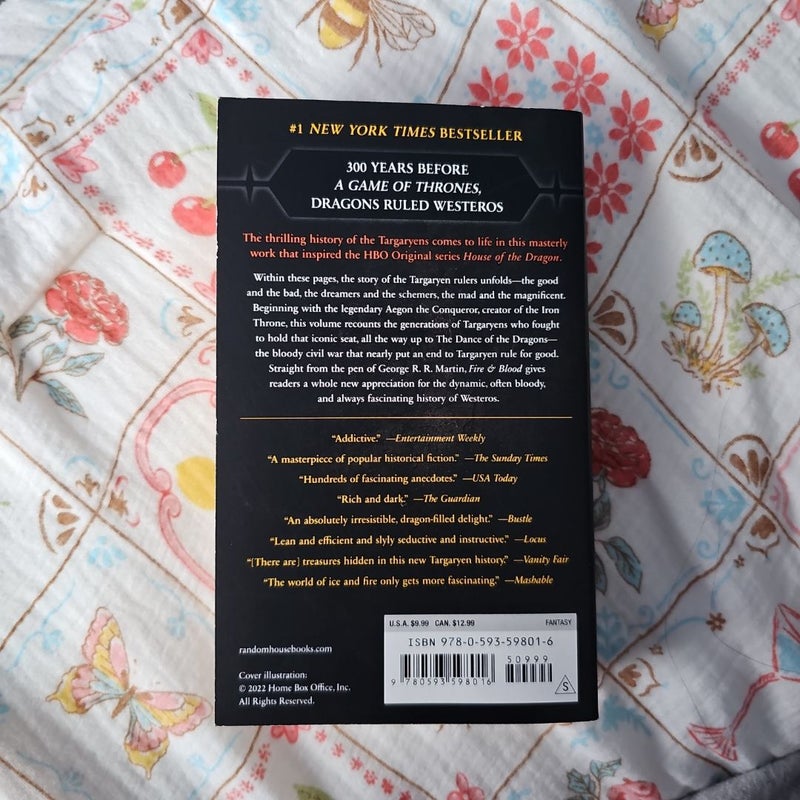 #1 NEW YORK TIMES BESTSELLER
300 YEARS BEFORE
A GAME OF THRONES,
DRAGONS RULED WESTEROS
The thrilling history of the Targaryens comes to life in this masterly
work that inspired the HBO Original series House of the Dragon.
Within these pages, the story of the Targaryen rulers unfolds—the good
and the bad, the dreamers and the schemers, the mad and the magnificent.
Beginning with the legendary Aegon the Conqueror, creator of the Iron
Throne, this volume recounts the generations of Targaryens who fought
to hold that iconic seat, all the way up to The Dance of the Dragons—
the bloody civil war that nearly put an end to Targaryen rule for good.
Straight from the pen of George R. R. Martin, Fire & Blood gives
readers a whole new appreciation for the dynamic, often bloody,
and always fascinating history of Westeros.
“Addictive.” —Entertainment Weekly
“A masterpiece of popular historical fiction.” —The Sunday Times
“Hundreds of fascinating anecdotes.” —USA Today
“Rich and dark.” —The Guardian
“An absolutely irresistible, dragon-filled delight.” —Bustle
“Lean and efficient and slyly seductive and instructive.” —Locus
“[There are] treasures hidden in this new Targaryen history.” —Vanity Fair
“The world of ice and fire only gets more fascinating.” —Mashable
U.S.A. $9.99 CAN. $12.99 FANTASY
ISBN 978-0-593-59801-6
50999
9 780593 598016
S
randomhousebooks.com
Cover illustration:
© 2022 Home Box Office, Inc.
All Rights Reserved.